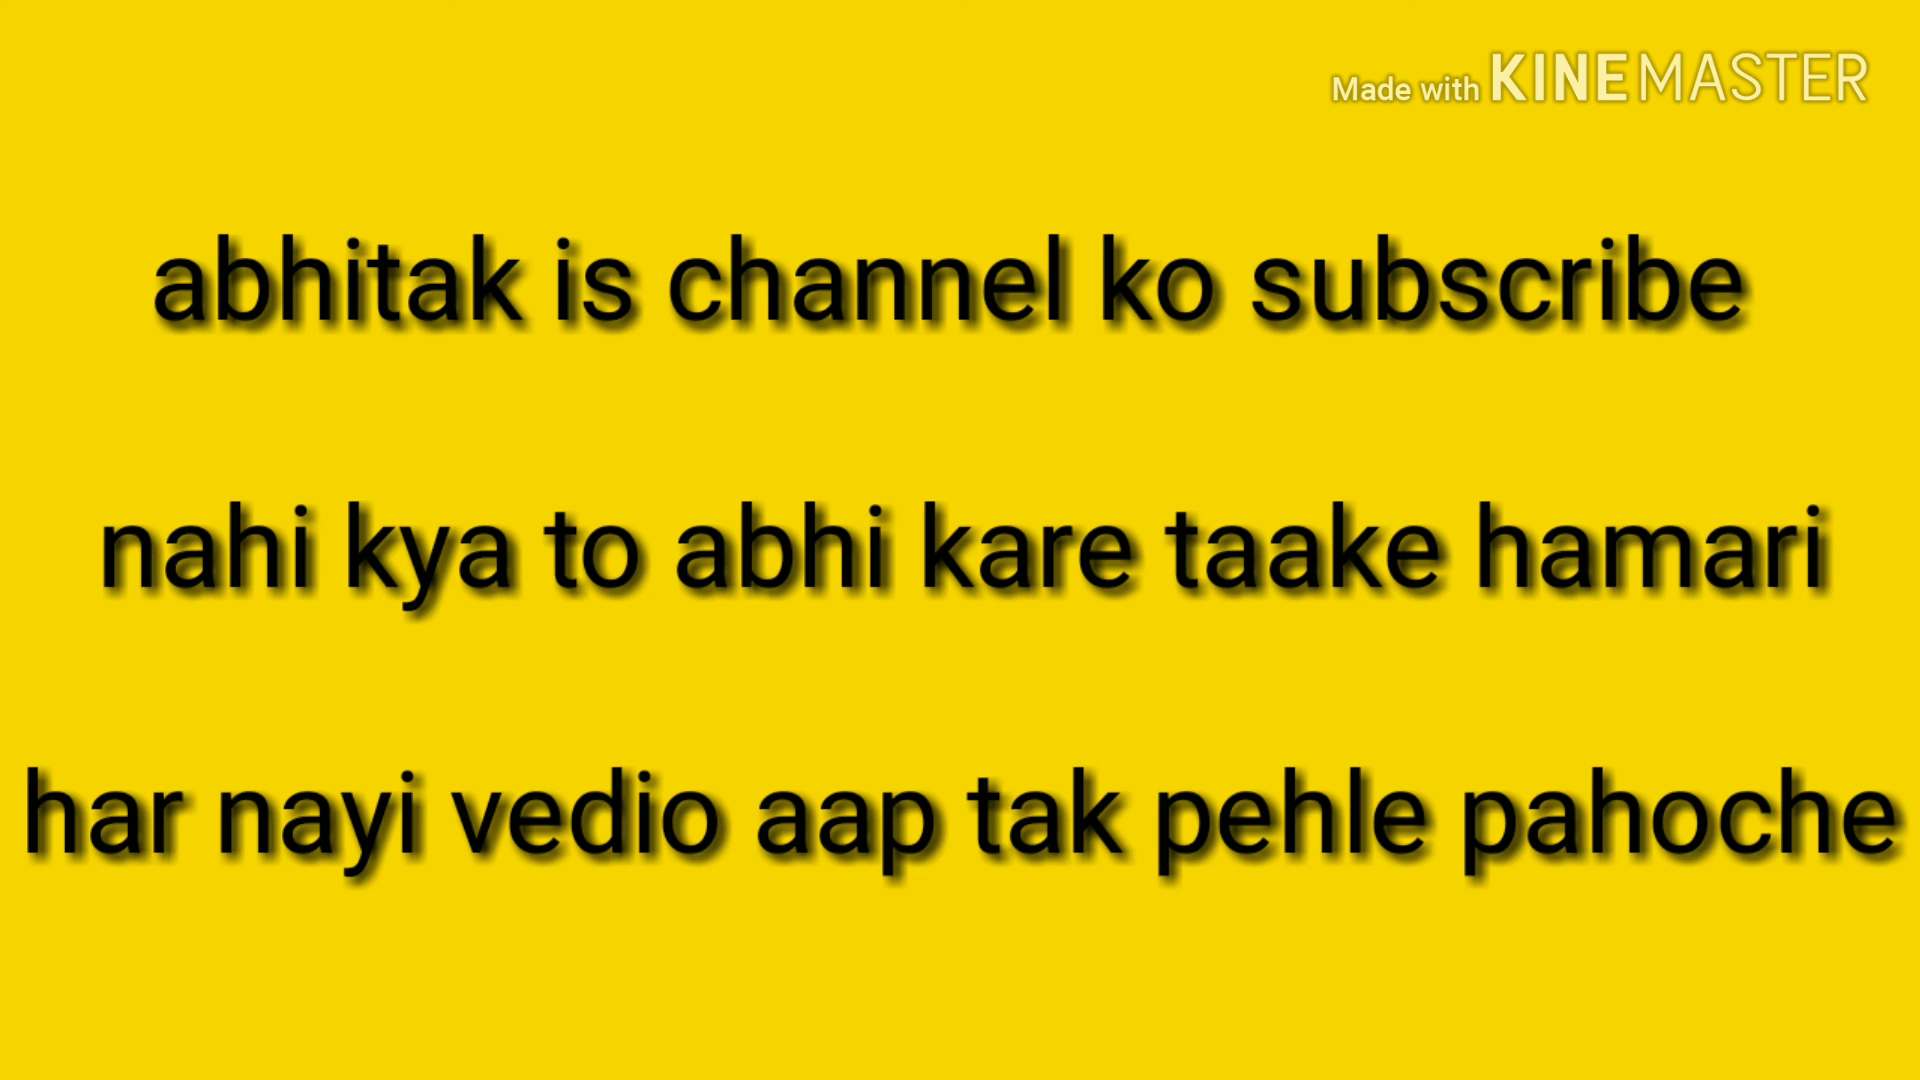 Made with KINEMASTER
abhitak is channel ko subscribe
nahi kya to abhi kare taake hamari
har nayi vedio aap tak pehle pahoche